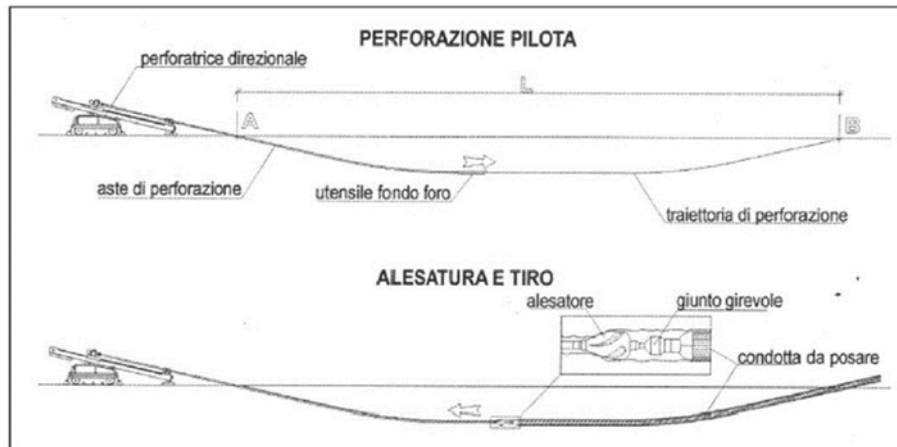 PERFORAZIONE PILOTA
perforatrice direzionale
L
A
B
aste di perforazione
utensile fondo foro
traiettoria di perforazione
ALESATURA E TIRO
alesatore
giunto girevole
condotta da posare